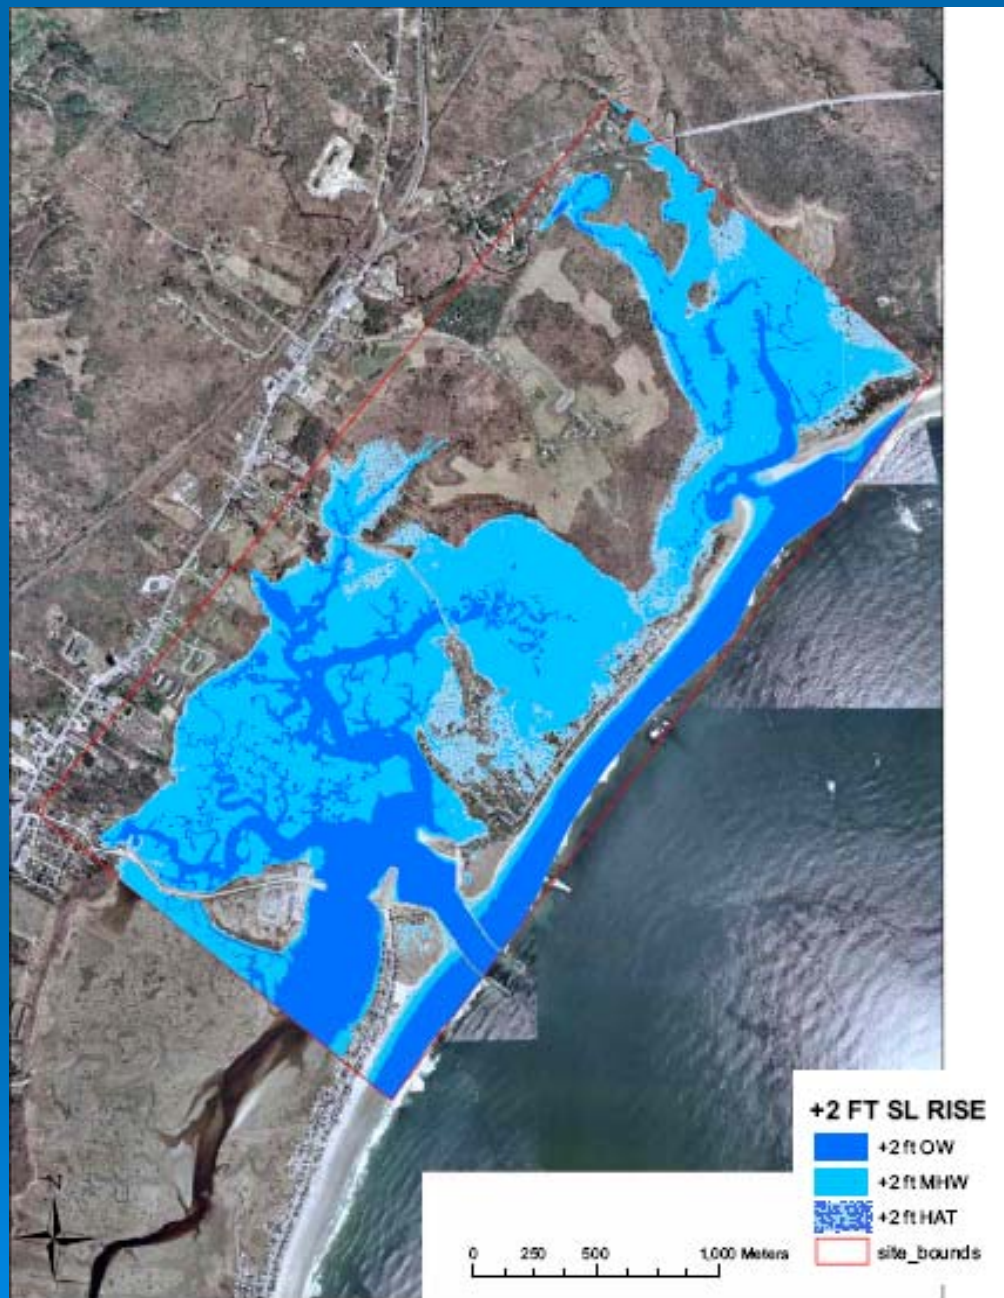 +2 FT SL RISE
+2 ft OW
+2 ft MHW
+2 ft HAT
site_bounds
0 250 500 1,000 Meters
N